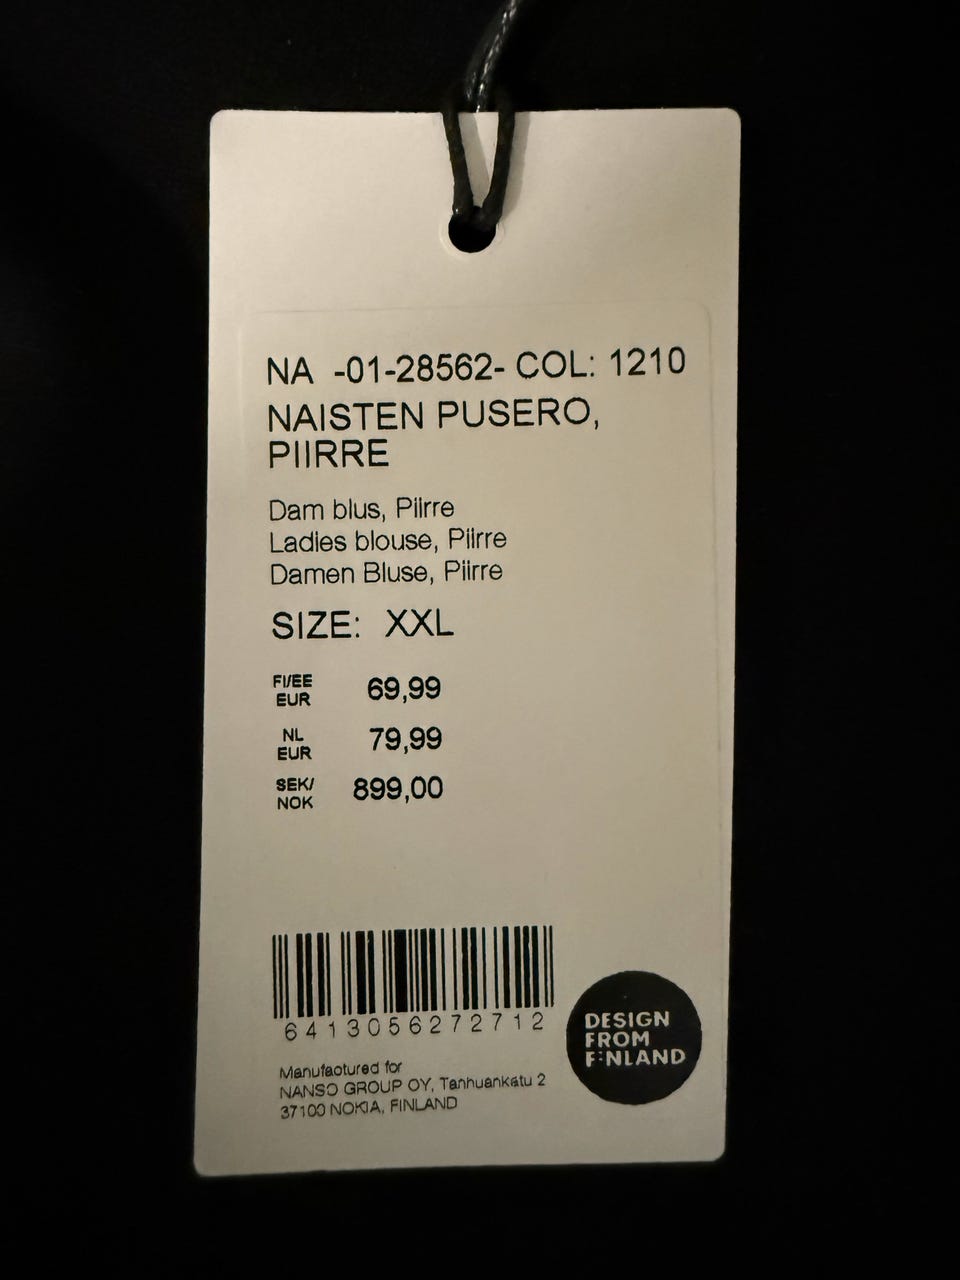 NA -01-28562- COL: 1210
NAISTEN PUSERO,
PIIRRE
Dam blus, Piirre
Ladies blouse, Piirre
Damen Bluse, Piirre
SIZE: XXL
FI/EE
EUR 69,99
NL
EUR 79,99
SEK/
NOK 899,00
6413056272712
Manufactured for
NANSO GROUP OY, Tanhuankatu 2
37100 NOKIA, FINLAND
DESIGN
FROM
FINLAND